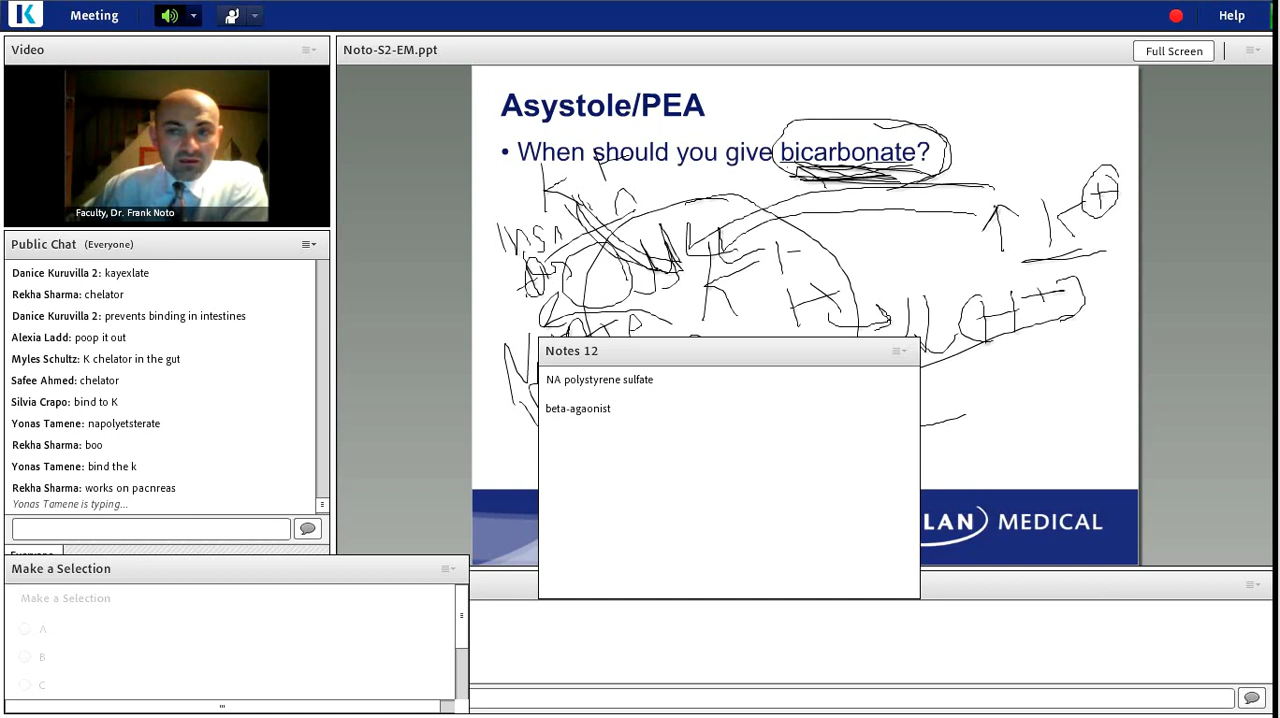 Meeting
Help
Video
Faculty, Dr. Frank Noto
Public Chat (Everyone)
Danice Kuruvilla 2: kayexlate
Rekha Sharma: chelator
Danice Kuruvilla 2: prevents binding in intestines
Alexia Ladd: poop it out
Myles Schultz: K chelator in the gut
Safee Ahmed: chelator
Silvia Crapo: bind to K
Yonas Tamene: napolyetsterate
Rekha Sharma: boo
Yonas Tamene: bind the k
Rekha Sharma: works on pacnreas
Yonas Tamene is typing...
Everyone
Make a Selection
Make a Selection
A
B
C
Noto-S2-EM.ppt
Full Screen
Asystole/PEA
• When should you give bicarbonate?
K +
K
H
Notes 12
NA polystyrene sulfate
beta-agaonist
LAN MEDICAL